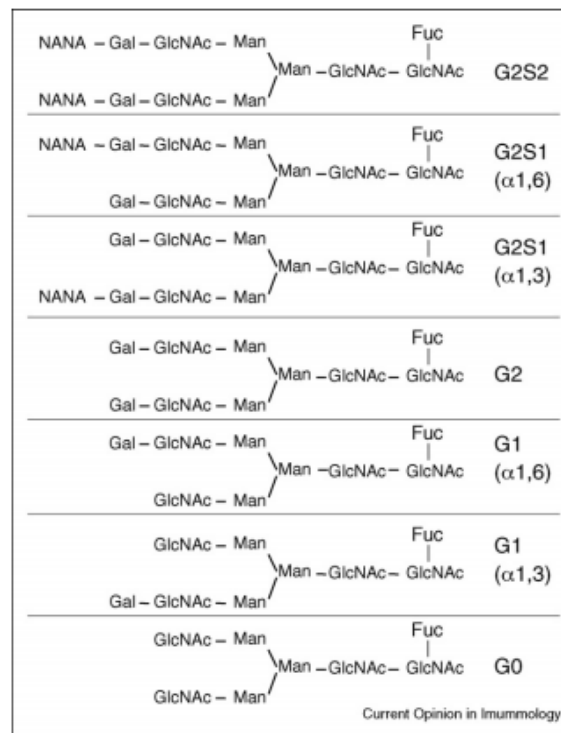 Fuc
NANA – Gal – GlcNAc – Man
Man – GlcNAc – GlcNAc G2S2
NANA – Gal – GlcNAc – Man
Fuc
NANA – Gal – GlcNAc – Man G2S1
Man – GlcNAc – GlcNAc (α1,6)
Gal – GlcNAc – Man
Fuc
Gal – GlcNAc – Man G2S1
Man – GlcNAc – GlcNAc (α1,3)
NANA – Gal – GlcNAc – Man
Fuc
Gal – GlcNAc – Man
Man – GlcNAc – GlcNAc G2
Gal – GlcNAc – Man
Fuc
Gal – GlcNAc – Man G1
Man – GlcNAc – GlcNAc (α1,6)
GlcNAc – Man
Fuc
GlcNAc – Man G1
Man – GlcNAc – GlcNAc (α1,3)
Gal – GlcNAc – Man
Fuc
GlcNAc – Man
Man – GlcNAc – GlcNAc G0
GlcNAc – Man
Current Opinion in Imummology